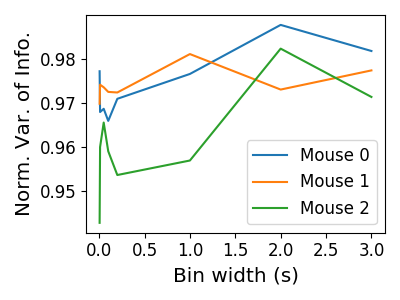 Norm. Var. of Info.
0.98
0.97
0.96
0.95
Mouse 0
Mouse 1
Mouse 2
0.0 0.5 1.0 1.5 2.0 2.5 3.0
Bin width (s)